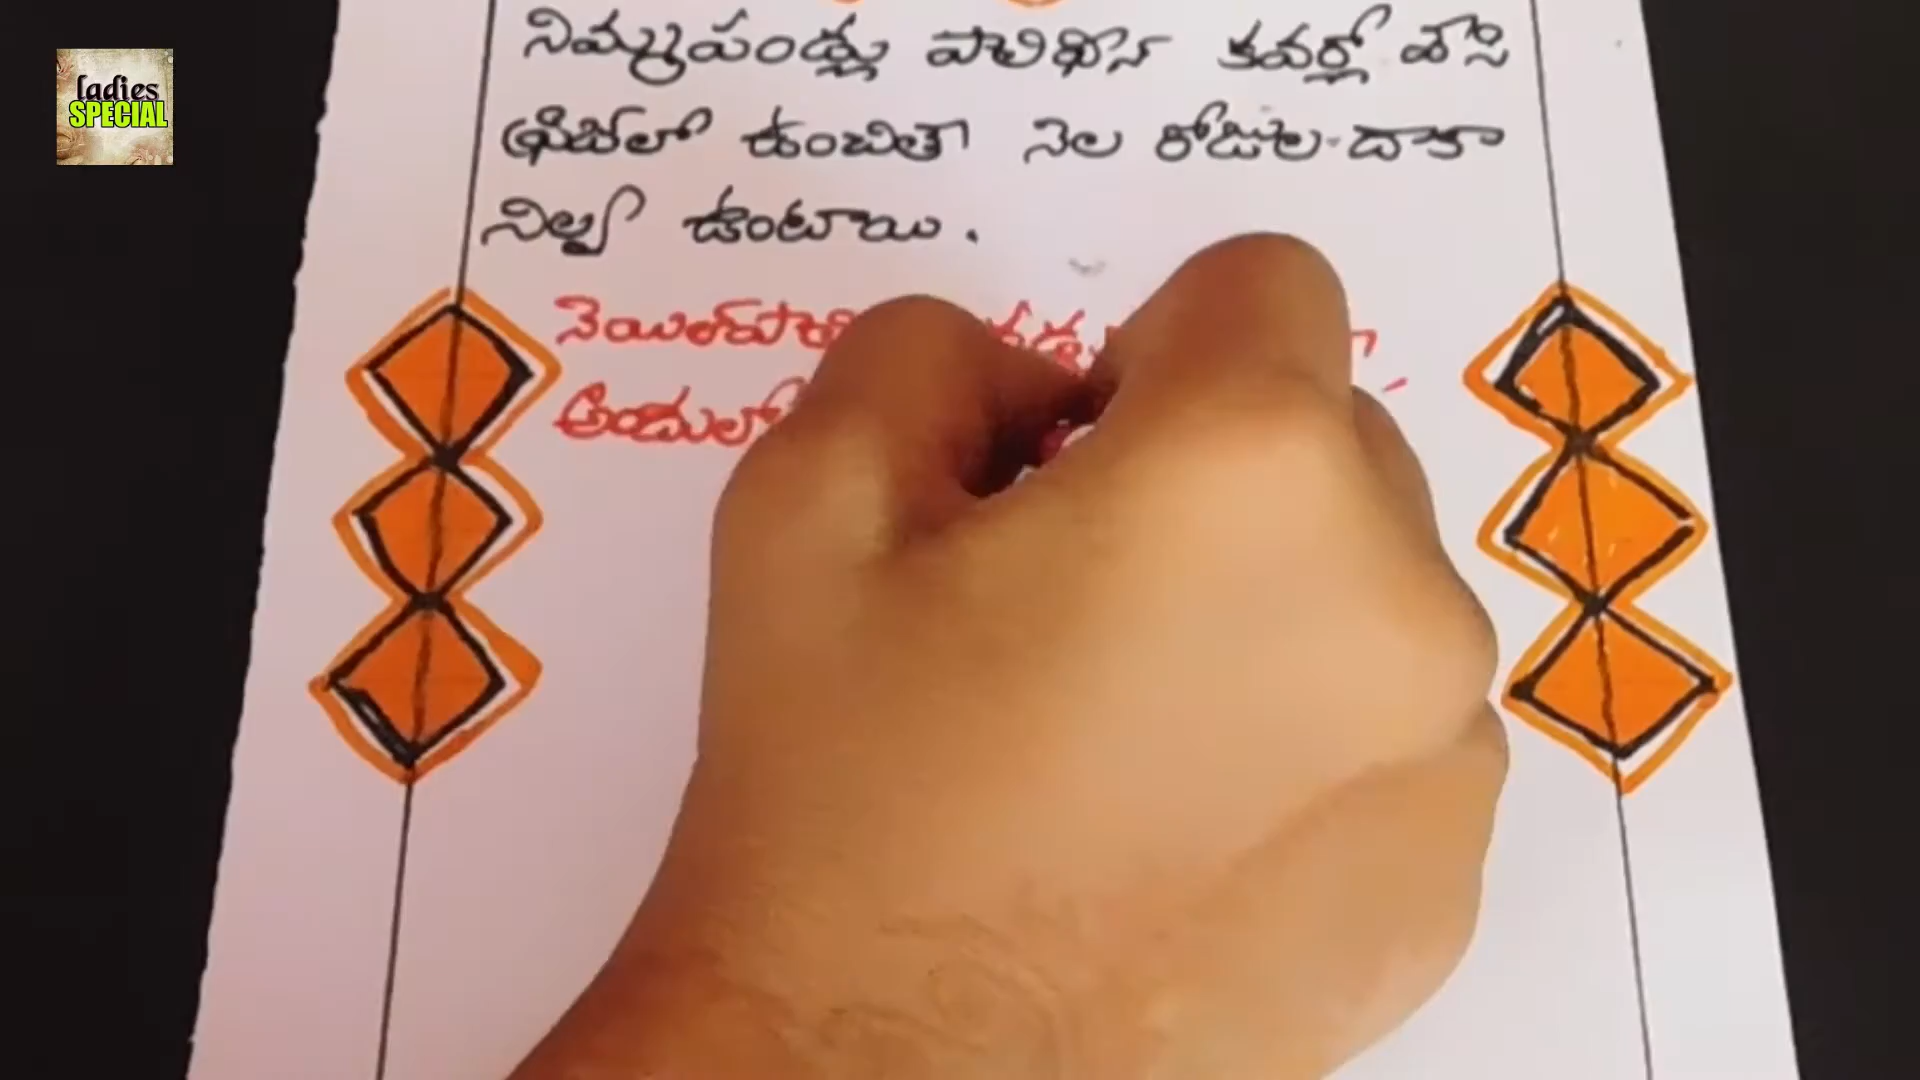 ladies
SPECIAL
నిమ్మపండ్లు పాలిథిన్ కవర్లో వేసి
ఫ్రిజ్‌లో ఉంచితే నెల రోజుల దాకా
నిల్వ ఉంటాయి.
అందులో